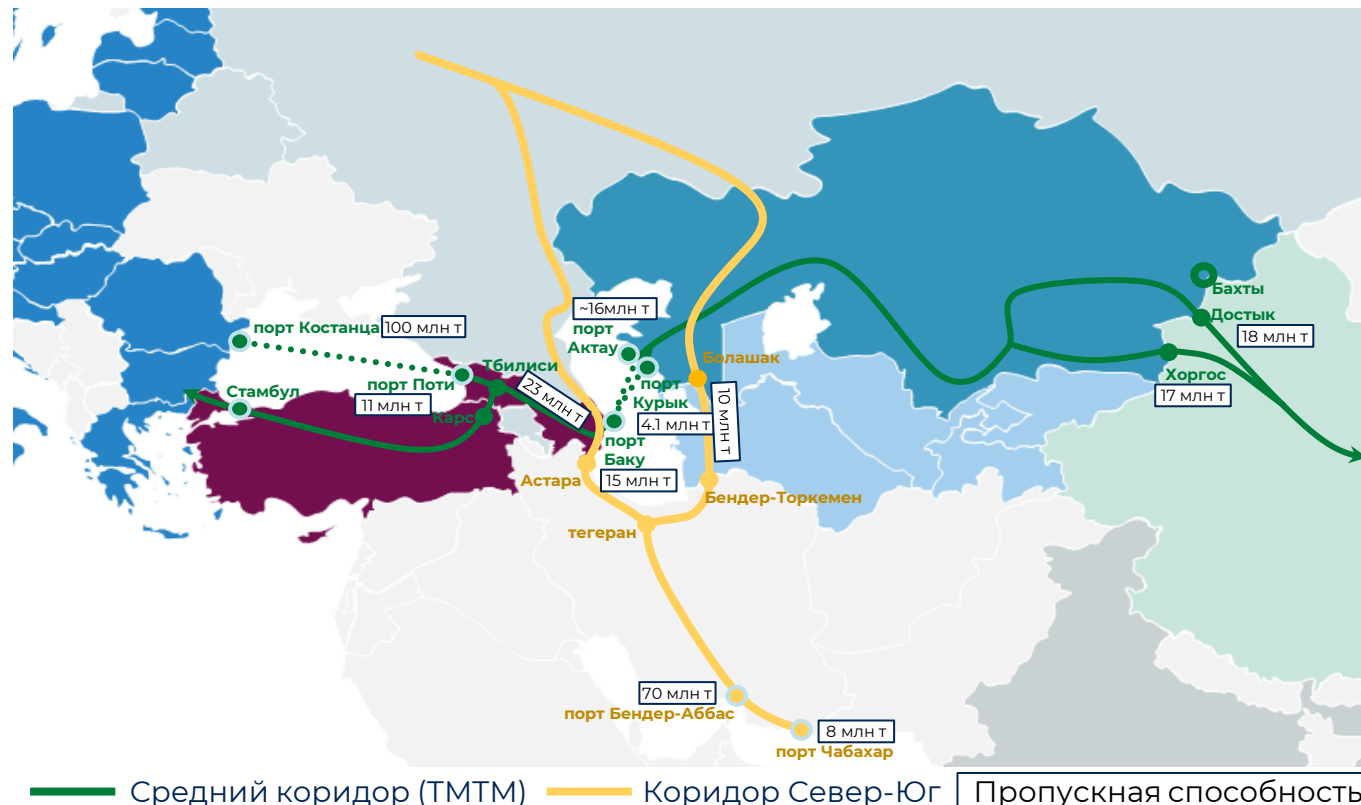 ~16млн т
порт
Актау
Бахты
Достык
18 млн т
порт Костанца
100 млн т
Тбилиси
Болашак
Хоргос
17 млн т
порт Поти
11 млн т
23 млн т
порт
Курык
4.1 млн т
10 млн т
Стамбул
Карс
порт
Баку
15 млн т
Астара
Бендер-Торкемен
тегеран
70 млн т
порт Бендер-Аббас
8 млн т
порт Чабахар
Средний коридор (ТМТМ)
Коридор Север-Юг
Пропускная способность